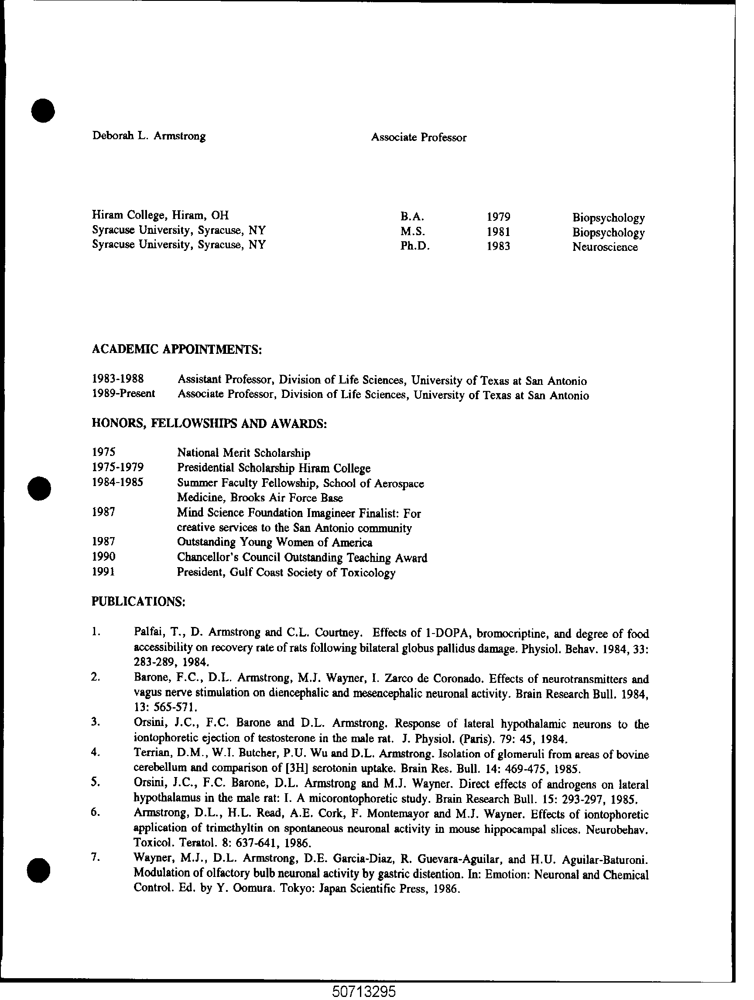 Deborah L. Armstrong Associate Professor
Hiram College, Hiram, OH B.A. 1979 Biopsychology
Syracuse University, Syracuse, NY M.S. 1981 Biopsychology
Syracuse University, Syracuse, NY Ph.D. 1983 Neuroscience
ACADEMIC APPOINTMENTS:
1983-1988 Assistant Professor, Division of Life Sciences, University of Texas at San Antonio
1989-Present Associate Professor, Division of Life Sciences, University of Texas at San Antonio
HONORS, FELLOWSHIPS AND AWARDS:
1975 National Merit Scholarship
1975-1979 Presidential Scholarship Hiram College
1984-1985 Summer Faculty Fellowship, School of Aerospace
Medicine, Brooks Air Force Base
1987 Mind Science Foundation Imagineer Finalist: For
creative services to the San Antonio community
1987 Outstanding Young Women of America
1990 Chancellor's Council Outstanding Teaching Award
1991 President, Gulf Coast Society of Toxicology
PUBLICATIONS:
1. Palfai, T., D. Armstrong and C.L. Courtney. Effects of 1-DOPA, bromocriptine, and degree of food
accessibility on recovery rate of rats following bilateral globus pallidus damage. Physiol. Behav. 1984, 33:
283-289, 1984.
2. Barone, F.C., D.L. Armstrong, M.J. Wayner, I. Zarco de Coronado. Effects of neurotransmitters and
vagus nerve stimulation on diencephalic and mesencephalic neuronal activity. Brain Research Bull. 1984,
13: 565-571.
3. Orsini, J.C., F.C. Barone and D.L. Armstrong. Response of lateral hypothalamic neurons to the
iontophoretic ejection of testosterone in the male rat. J. Physiol. (Paris). 79: 45, 1984.
4. Terrian, D.M., W.I. Butcher, P.U. Wu and D.L. Armstrong. Isolation of glomeruli from areas of bovine
cerebellum and comparison of [3H] serotonin uptake. Brain Res. Bull. 14: 469-475, 1985.
5. Orsini, J.C., F.C. Barone, D.L. Armstrong and M.J. Wayner. Direct effects of androgens on lateral
hypothalamus in the male rat: I. A micorontophoretic study. Brain Research Bull. 15: 293-297, 1985.
6. Armstrong, D.L., H.L. Read, A.E. Cork, F. Montemayor and M.J. Wayner. Effects of iontophoretic
application of trimethyltin on spontaneous neuronal activity in mouse hippocampal slices. Neurobehav.
Toxicol. Teratol. 8: 637-641, 1986.
7. Wayner, M.J., D.L. Armstrong, D.E. Garcia-Diaz, R. Guevara-Aguilar, and H.U. Aguilar-Baturoni.
Modulation of olfactory bulb neuronal activity by gastric distention. In: Emotion: Neuronal and Chemical
Control. Ed. by Y. Oomura. Tokyo: Japan Scientific Press, 1986.
50713295